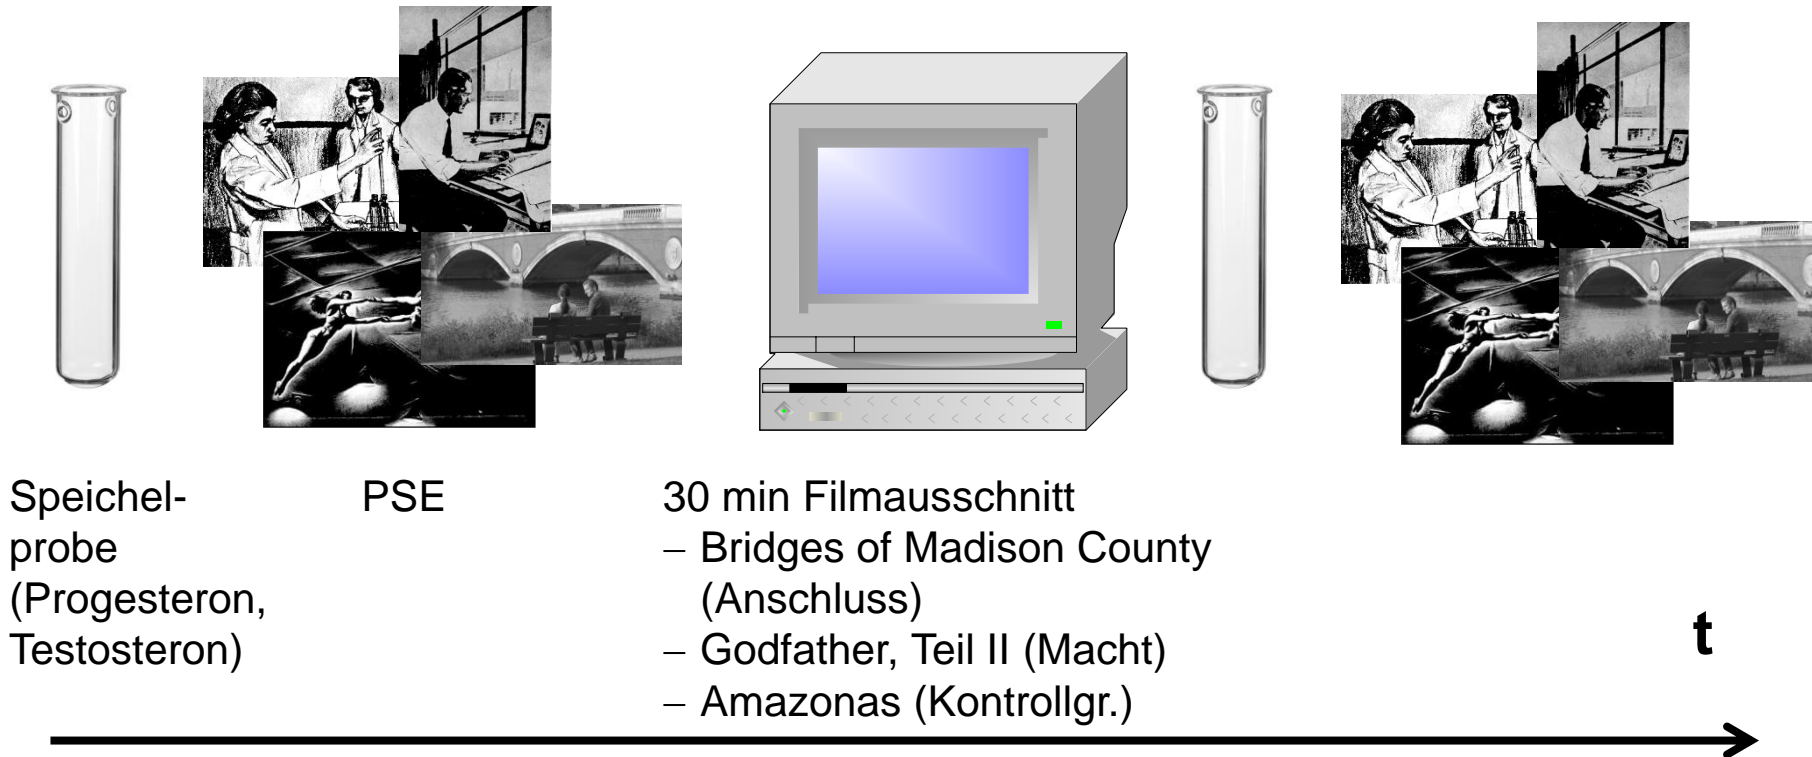 Speichel-
probe
(Progesteron,
Testosteron)
PSE
30 min Filmausschnitt
– Bridges of Madison County
(Anschluss)
– Godfather, Teil II (Macht)
– Amazonas (Kontrollgr.)
t